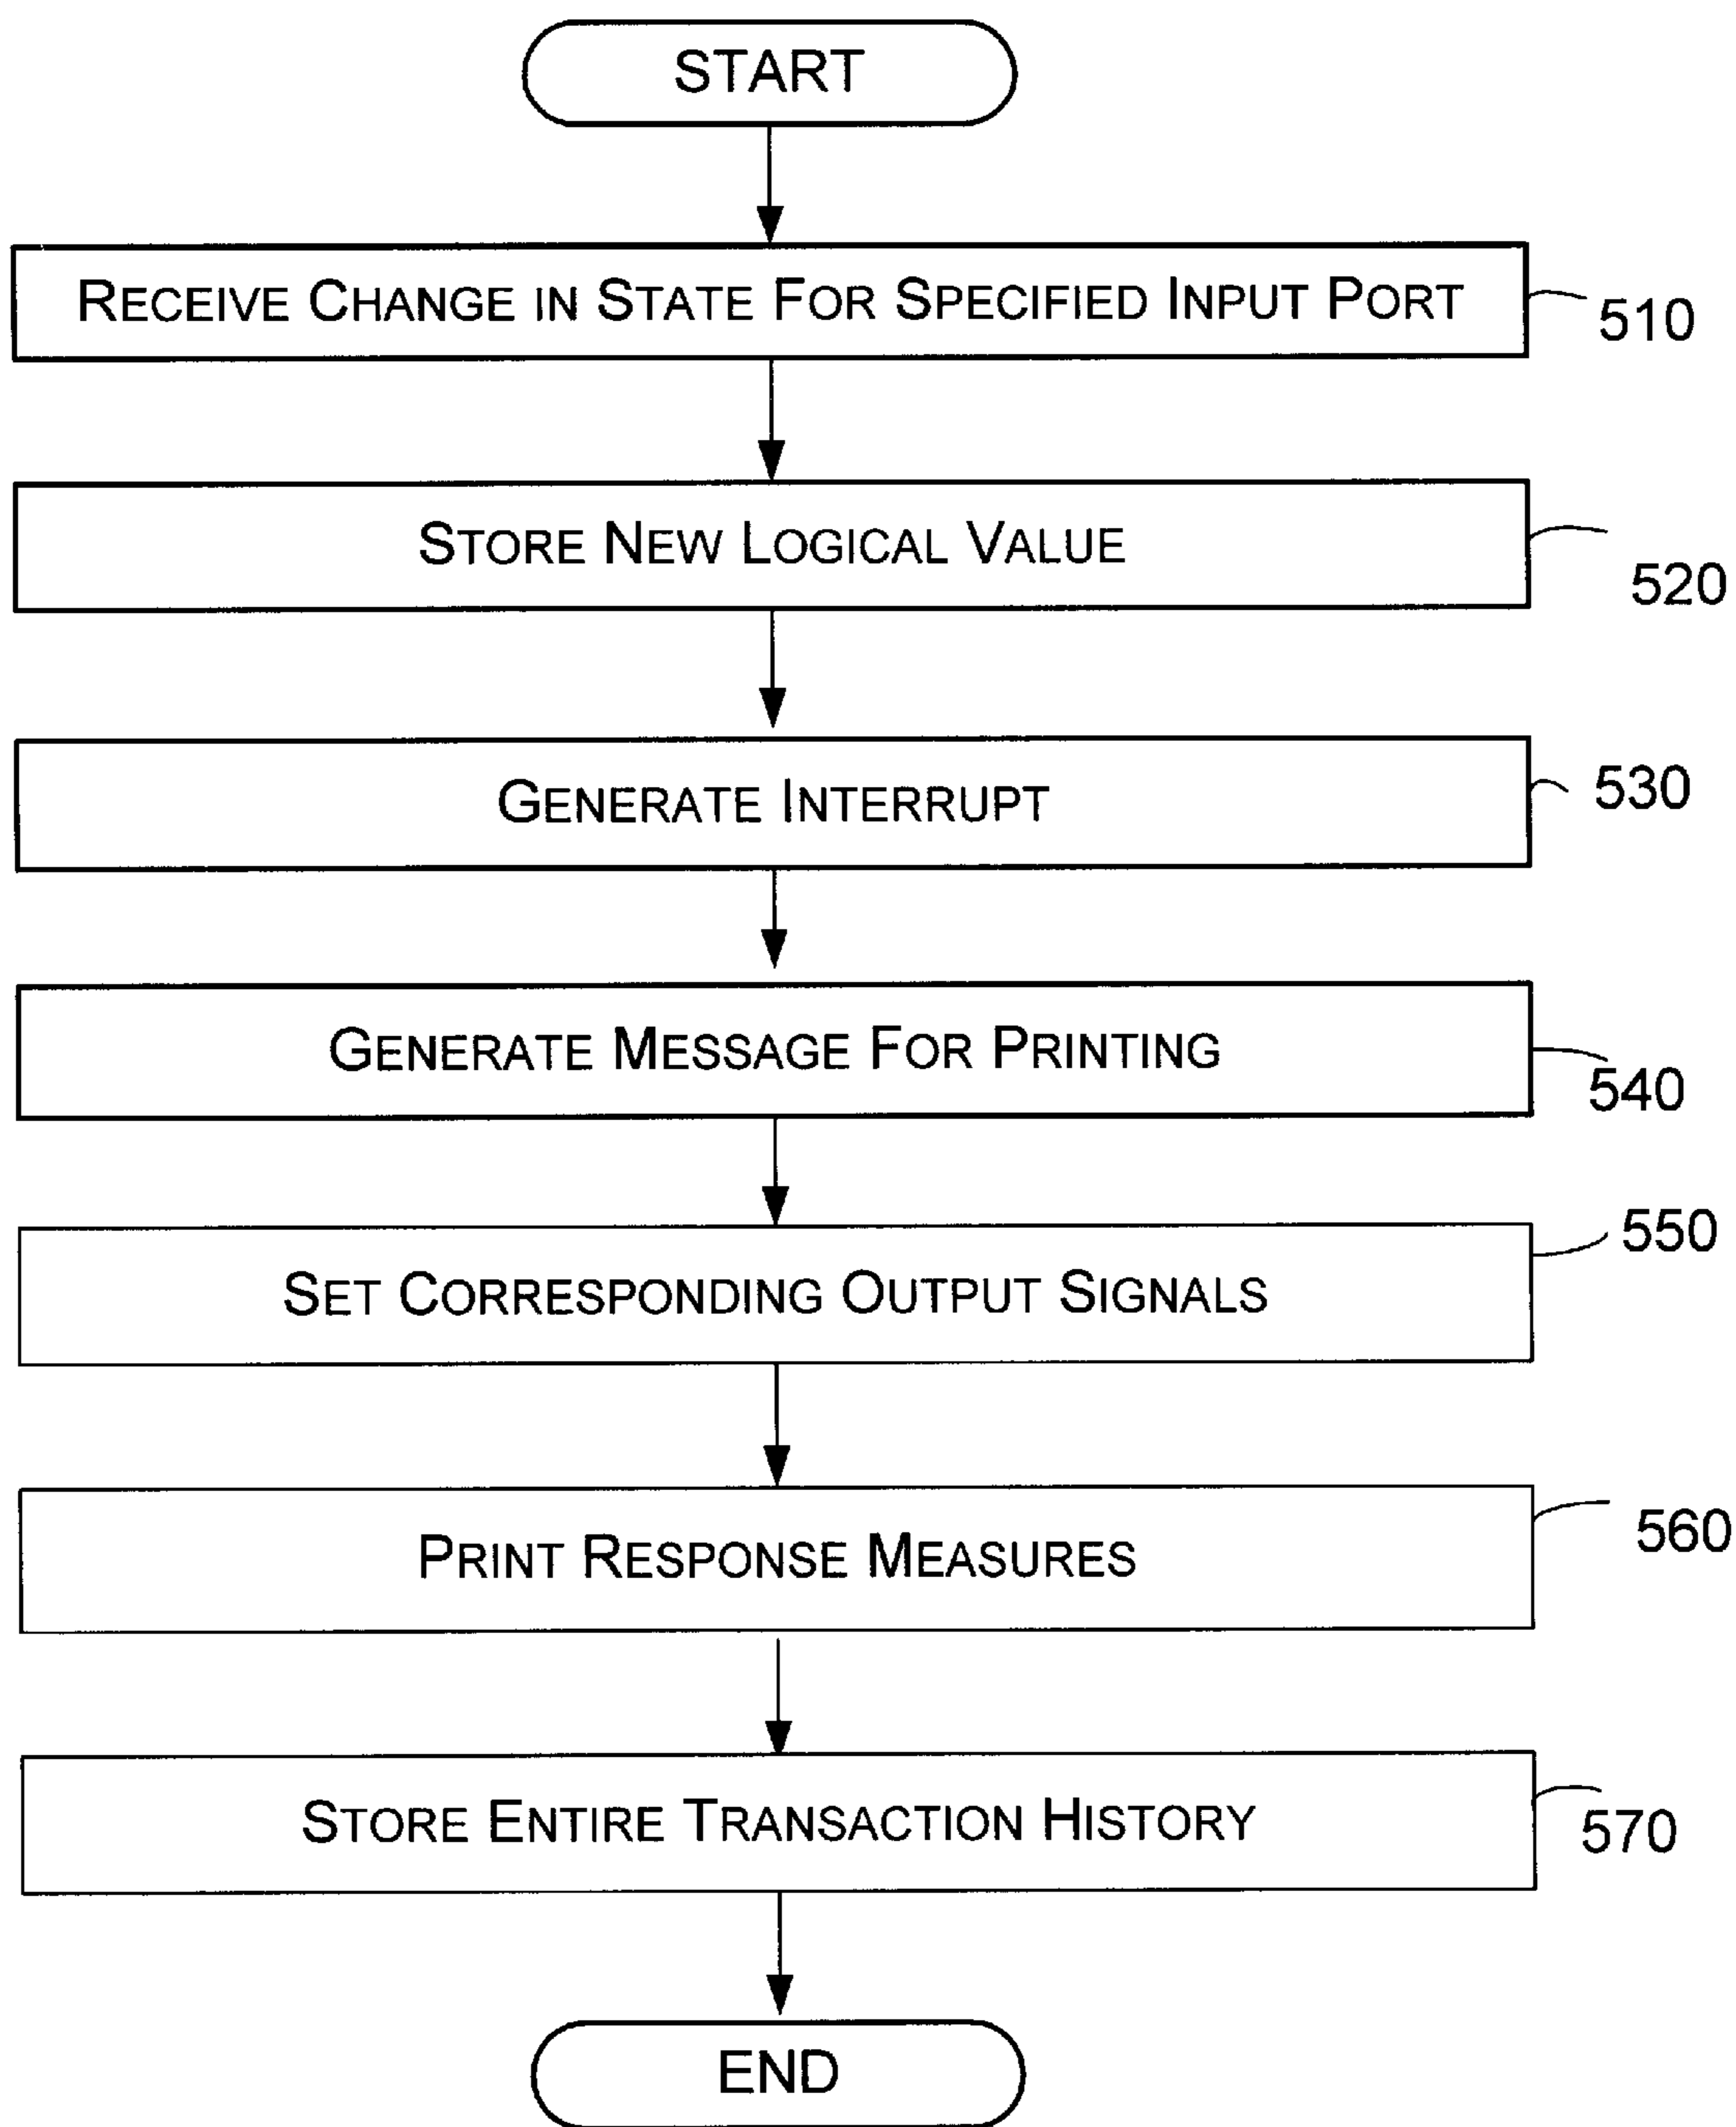 START
RECEIVE CHANGE IN STATE FOR SPECIFIED INPUT PORT
510
STORE NEW LOGICAL VALUE
520
GENERATE INTERRUPT
530
GENERATE MESSAGE FOR PRINTING
540
SET CORRESPONDING OUTPUT SIGNALS
550
PRINT RESPONSE MEASURES
560
STORE ENTIRE TRANSACTION HISTORY
570
END